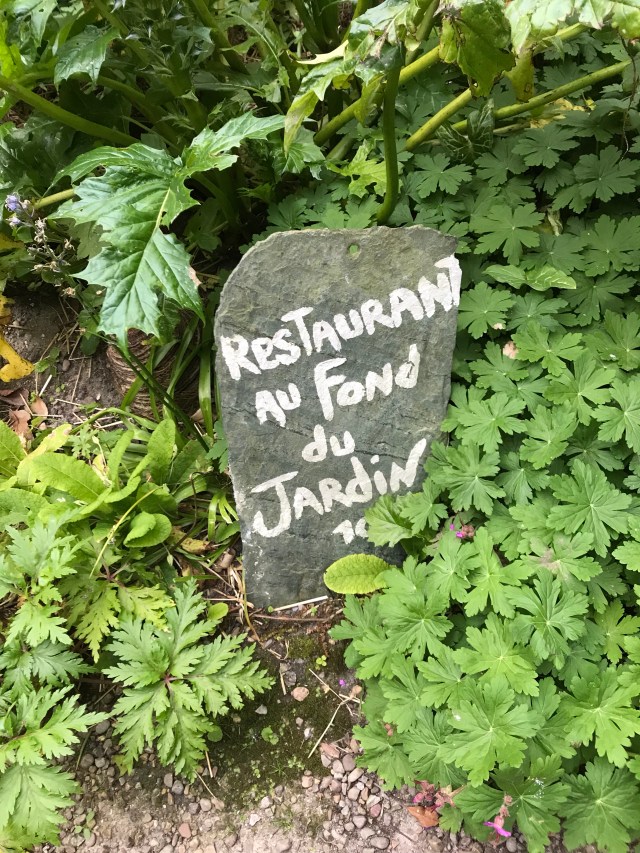 Restaurant
au Fond
du
Jardin